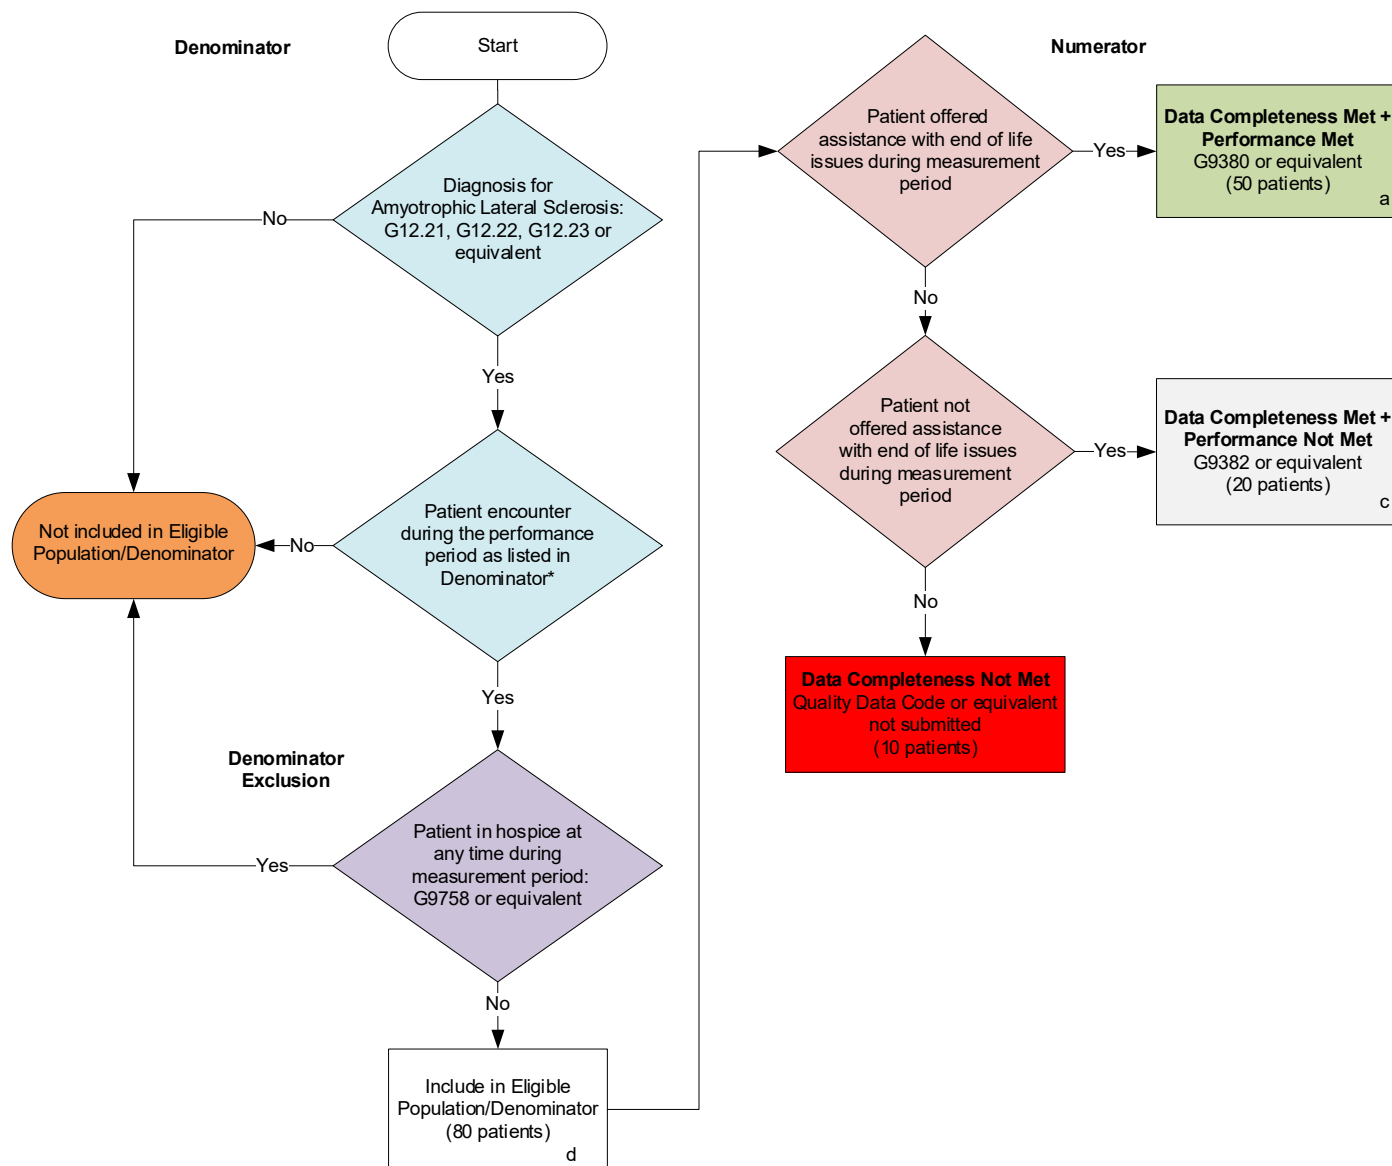 Denominator
Start
Numerator
Diagnosis for
Amyotrophic Lateral Sclerosis:
G12.21, G12.22, G12.23 or
equivalent
No
Yes
Patient encounter
during the performance
period as listed in
Denominator*
No
Not included in Eligible
Population/Denominator
Yes
Denominator
Exclusion
Patient in hospice at
any time during
measurement period:
G9758 or equivalent
Yes
No
Include in Eligible
Population/Denominator
(80 patients)
d
Patient offered
assistance with end of life
issues during measurement
period
Yes
Data Completeness Met +
Performance Met
G9380 or equivalent
(50 patients)
a
No
Patient not
offered assistance
with end of life issues
during measurement
period
Yes
Data Completeness Met +
Performance Not Met
G9382 or equivalent
(20 patients)
c
No
Data Completeness Not Met
Quality Data Code or equivalent
not submitted
(10 patients)